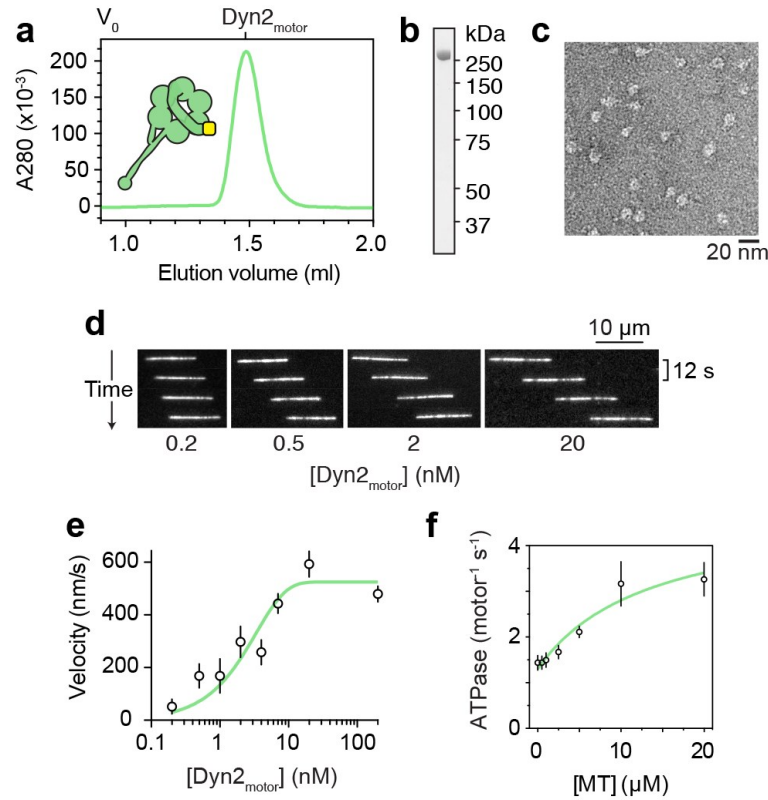 a
V0
Dyn2motor
A280 (x10-3)
200
150
100
50
0
1.0
1.5
2.0
Elution volume (ml)
b
kDa
250
150
100
75
50
37
c
20 nm
d
10 µm
Time
12 s
0.2
0.5
2
20
[Dyn2motor] (nM)
e
Velocity (nm/s)
600
400
200
0
0.1
1
10
100
[Dyn2motor] (nM)
f
ATPase (motor-1 s-1)
4
2
0
0
10
20
[MT] (µM)